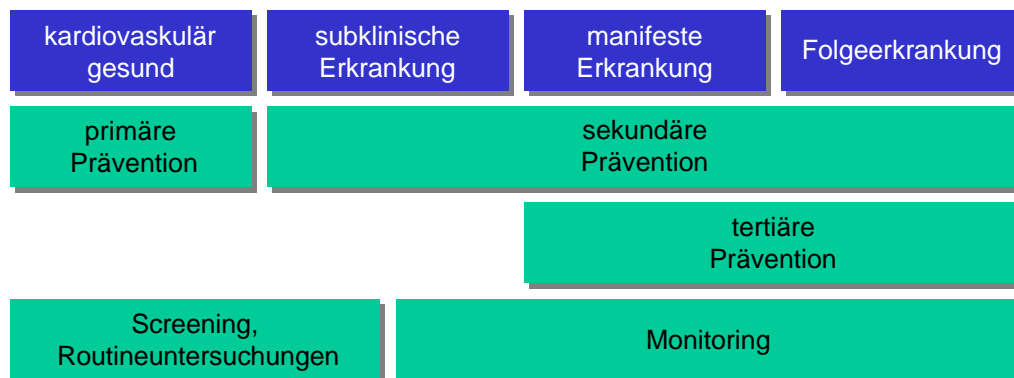 kardiovaskulär
gesund
subklinische
Erkrankung
manifeste
Erkrankung
Folgeerkrankung
primäre
Prävention
sekundäre
Prävention
tertiäre
Prävention
Screening,
Routineuntersuchungen
Monitoring